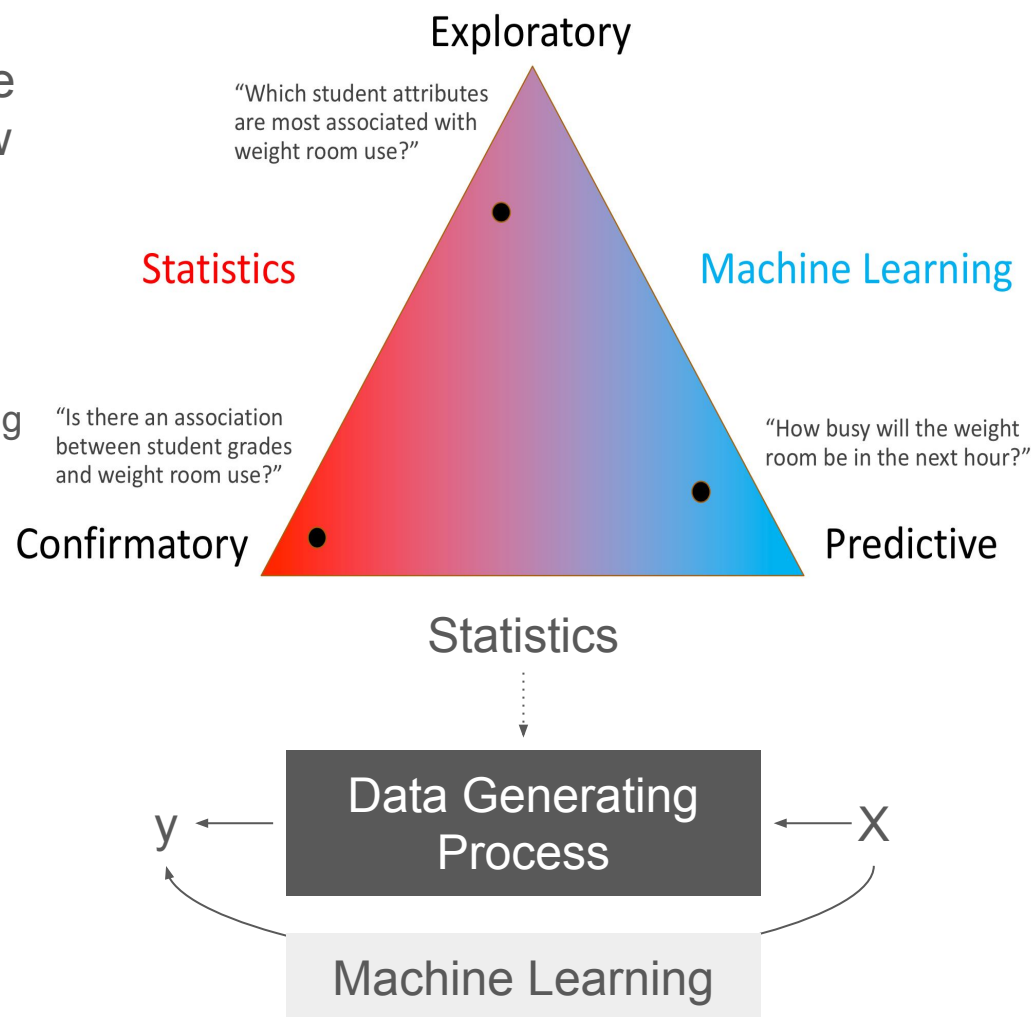 Exploratory
e
“Which student attributes
are most associated with
weight room use?”
Statistics
Machine Learning
g
“Is there an association
between student grades
and weight room use?”
“How busy will the weight
room be in the next hour?”
Confirmatory
Predictive
Statistics
Data Generating
Process
y
X
Machine Learning